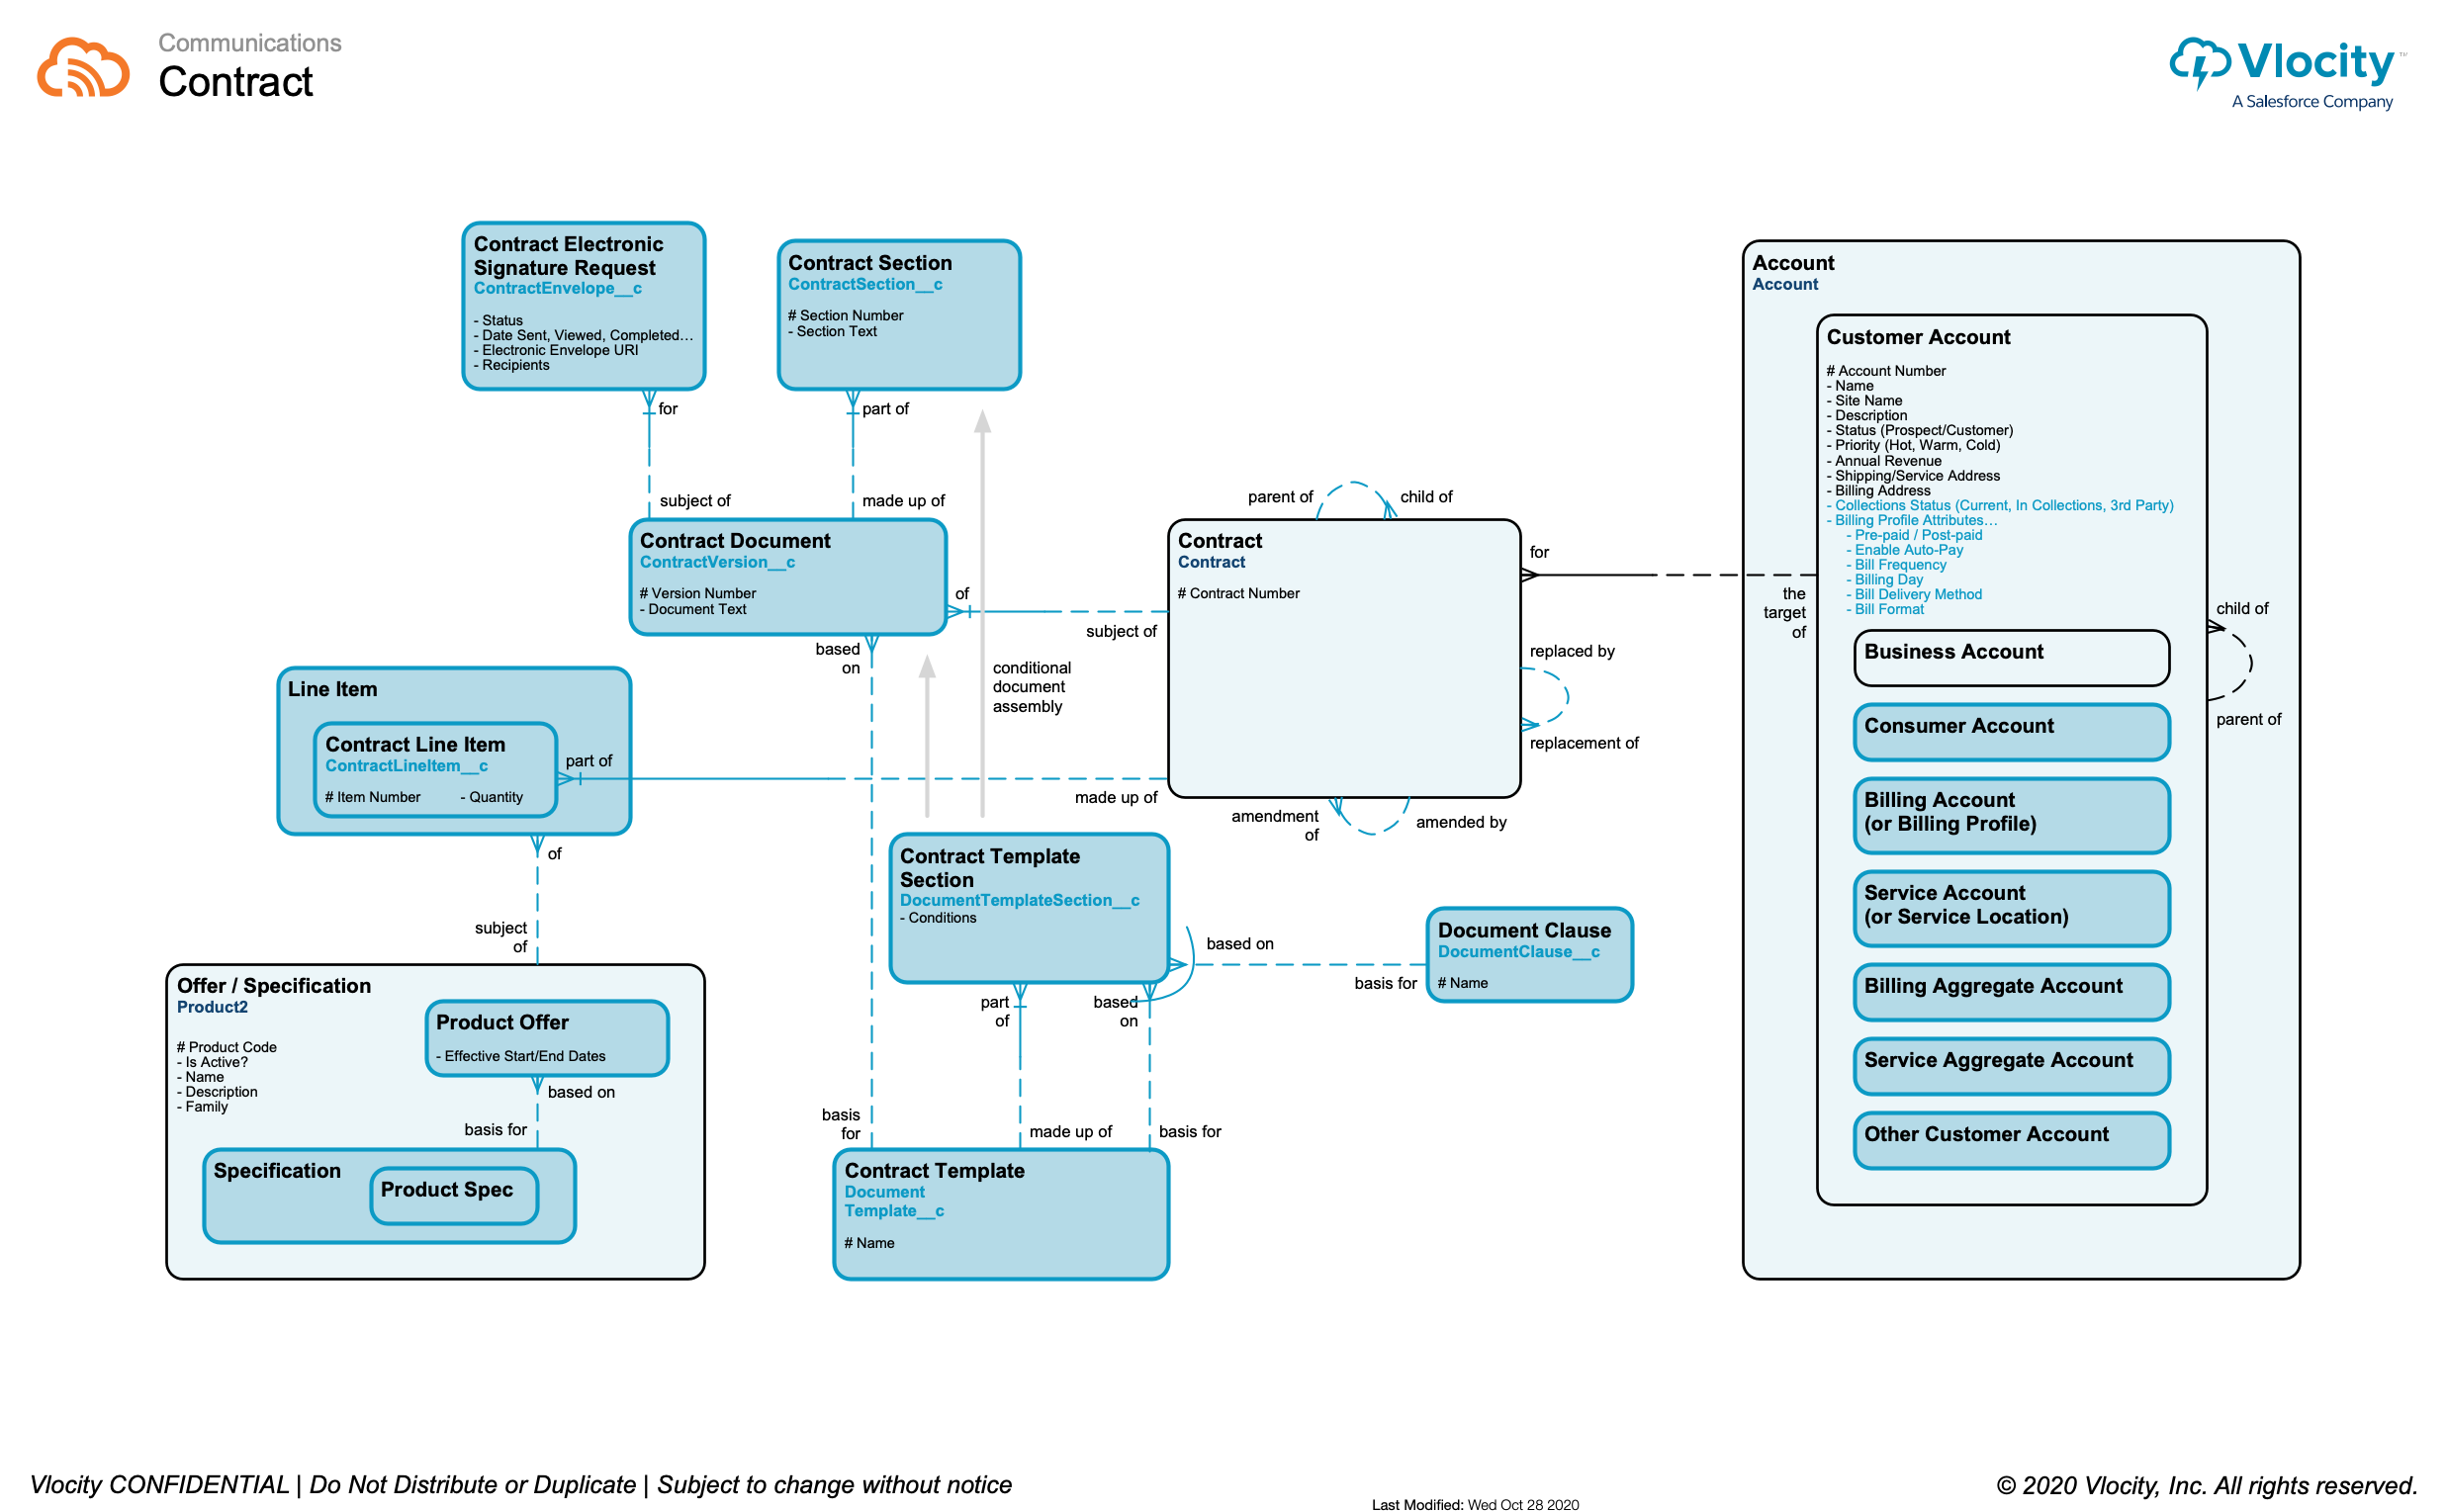 Communications
Contract
Vlocity™
A Salesforce Company
Contract Electronic
Signature Request
ContractEnvelope__c
- Status
- Date Sent, Viewed, Completed...
- Electronic Envelope URI
- Recipients
for
subject of
Contract Section
ContractSection__c
# Section Number
- Section Text
part of
made up of
Contract Document
ContractVersion__c
# Version Number
- Document Text
of
subject of
based
on
basis
for
conditional
document
assembly
Contract
Contract
# Contract Number
parent of
child of
for
the
target
of
replaced by
replacement of
amendment
of
amended by
Line Item
Contract Line Item
ContractLineItem__c
# Item Number
- Quantity
part of
made up of
of
subject
of
Offer / Specification
Product2
# Product Code
- Is Active?
- Name
- Description
- Family
Product Offer
- Effective Start/End Dates
based on
basis for
Specification
Product Spec
Contract Template
Section
DocumentTemplateSection__c
- Conditions
based on
basis for
part
of
made up of
based
on
basis for
Document Clause
DocumentClause__c
# Name
Contract Template
Document
Template__c
# Name
Account
Account
Customer Account
# Account Number
- Name
- Site Name
- Description
- Status (Prospect/Customer)
- Priority (Hot, Warm, Cold)
- Annual Revenue
- Shipping/Service Address
- Billing Address
- Collections Status (Current, In Collections, 3rd Party)
- Billing Profile Attributes...
- Pre-paid / Post-paid
- Enable Auto-Pay
- Bill Frequency
- Billing Day
- Bill Delivery Method
- Bill Format
child of
parent of
Business Account
Consumer Account
Billing Account
(or Billing Profile)
Service Account
(or Service Location)
Billing Aggregate Account
Service Aggregate Account
Other Customer Account
Vlocity CONFIDENTIAL | Do Not Distribute or Duplicate | Subject to change without notice
Last Modified: Wed Oct 28 2020
© 2020 Vlocity, Inc. All rights reserved.